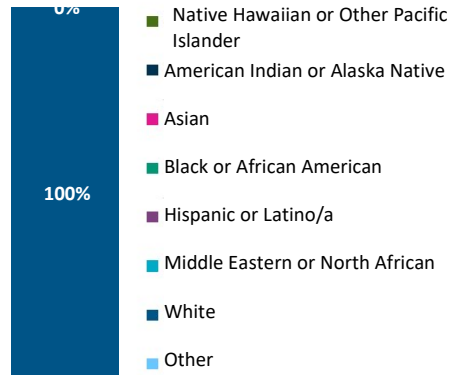 0%
Native Hawaiian or Other Pacific
Islander
American Indian or Alaska Native
Asian
Black or African American
100%
Hispanic or Latino/a
Middle Eastern or North African
White
Other